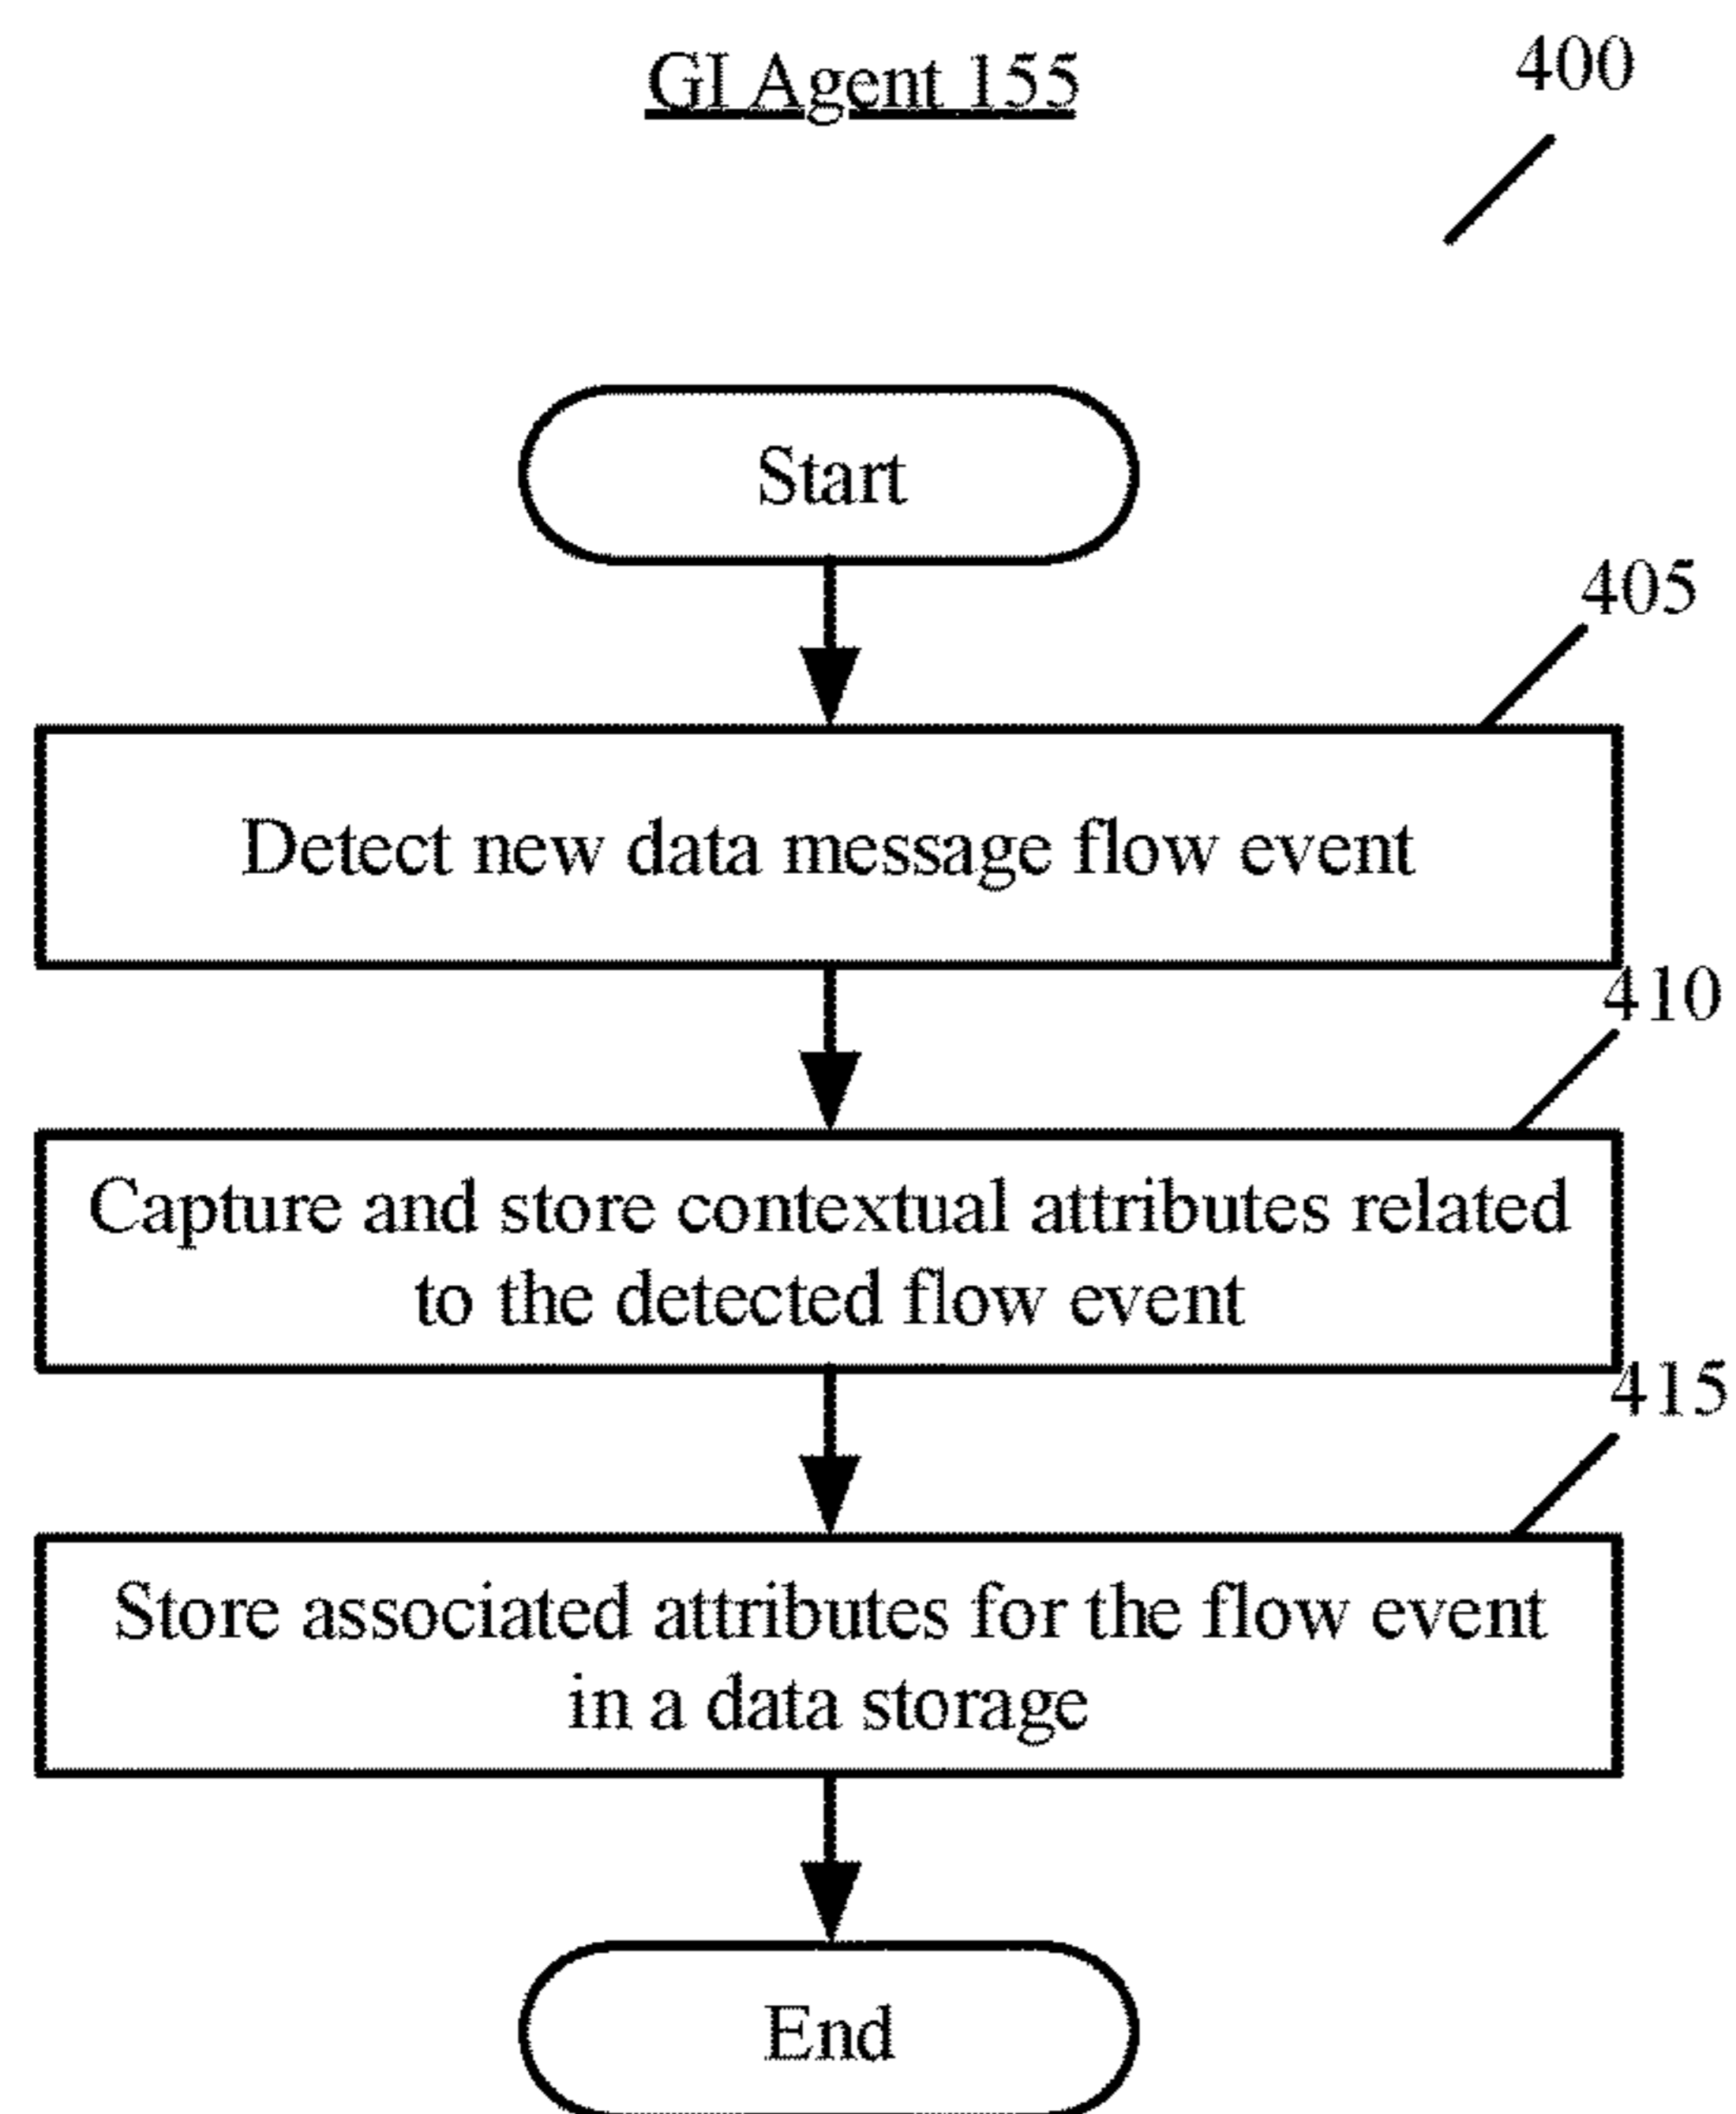 GI Agent 155
400
Start
405
Detect new data message flow event
410
Capture and store contextual attributes related
to the detected flow event
415
Store associated attributes for the flow event
in a data storage
End